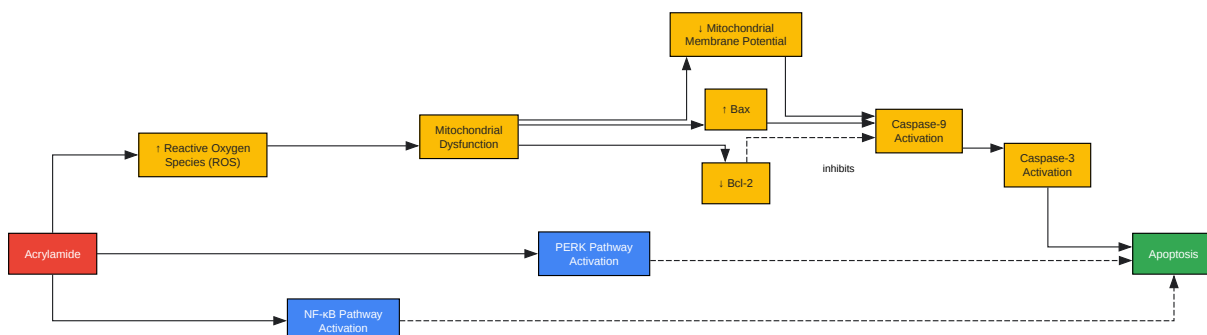 ↓ Mitochondrial
Membrane Potential
↑ Bax
Caspase-9
Activation
↑ Reactive Oxygen
Species (ROS)
Mitochondrial
Dysfunction
Caspase-3
Activation
inhibits
↓ Bcl-2
Acrylamide
PERK Pathway
Activation
Apoptosis
NF-κB Pathway
Activation